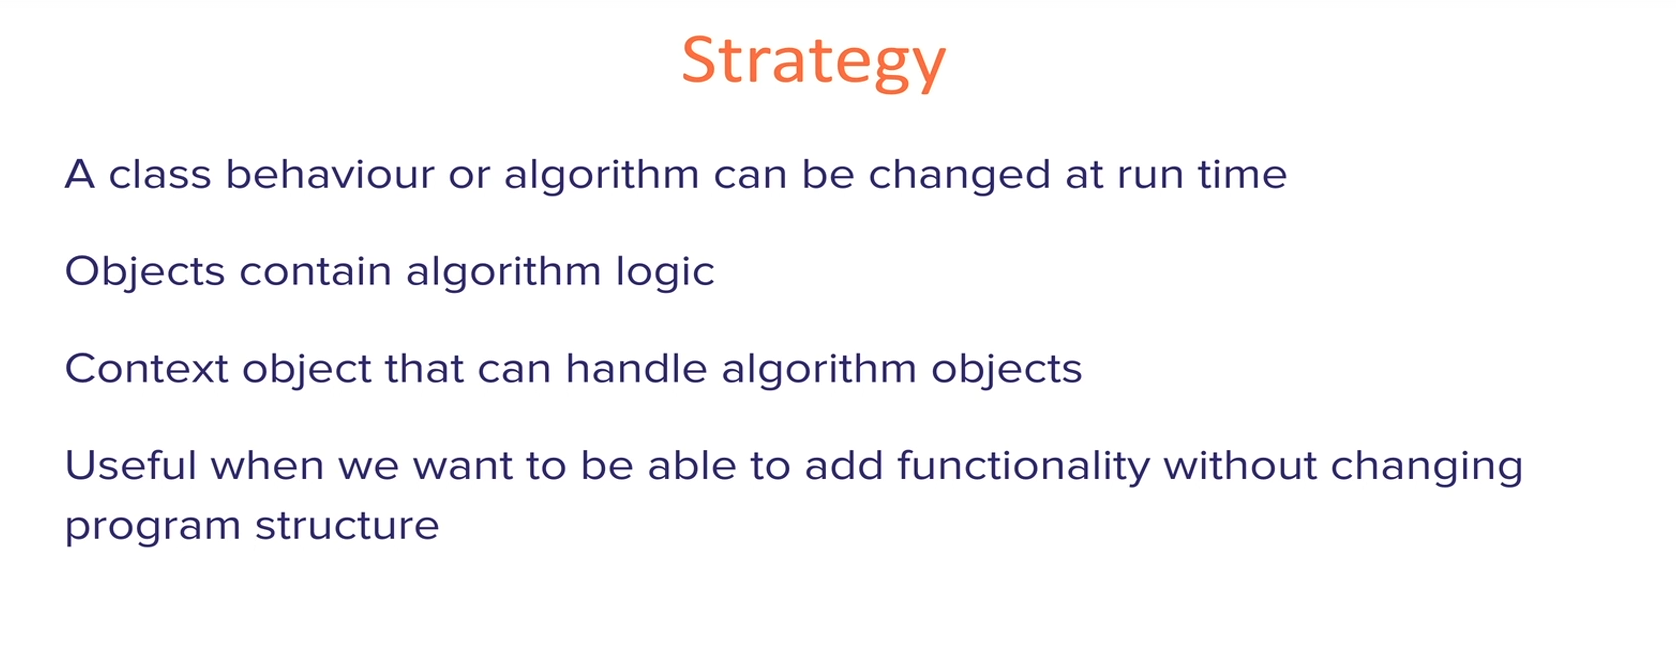 Strategy
A class behaviour or algorithm can be changed at run time
Objects contain algorithm logic
Context object that can handle algorithm objects
Useful when we want to be able to add functionality without changing
program structure